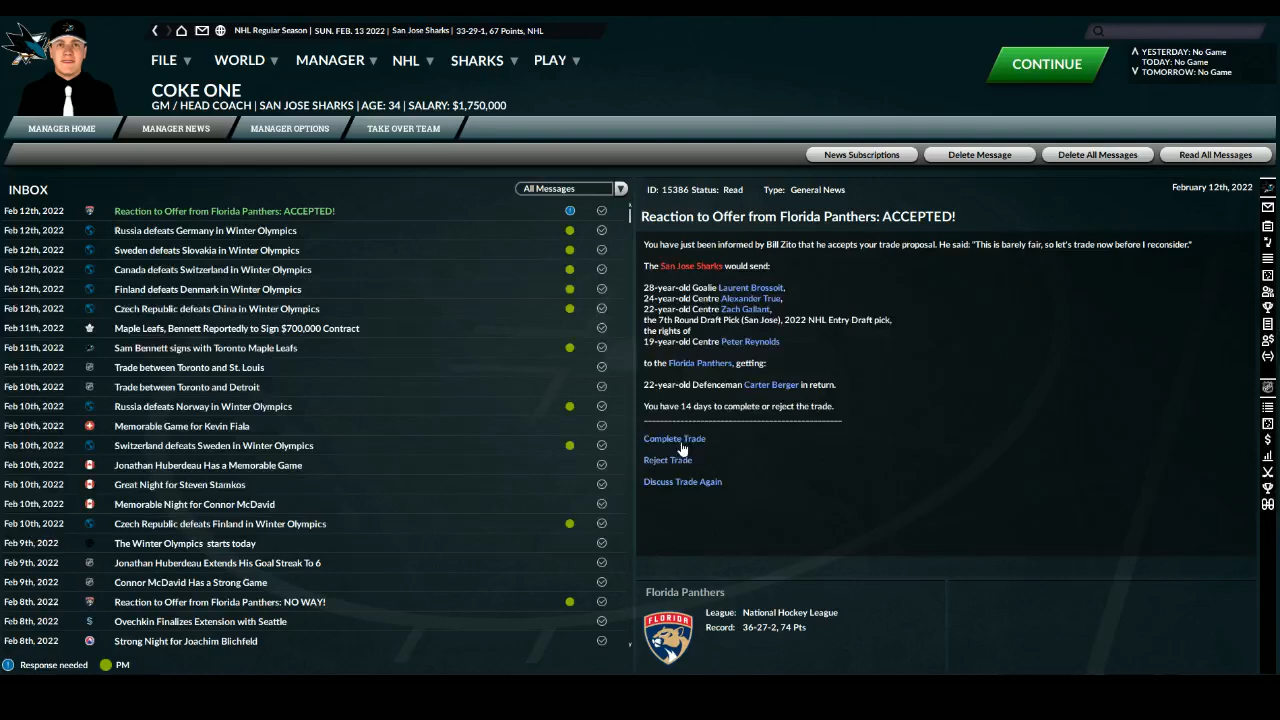 NHL Regular Season | SUN. FEB. 13 2022 | San Jose Sharks | 33-29-1, 67 Points, NHL
FILE
WORLD
MANAGER
NHL
SHARKS
PLAY
CONTINUE
YESTERDAY: No Game
TODAY: No Game
TOMORROW: No Game
COKE ONE
GM / HEAD COACH | SAN JOSE SHARKS | AGE: 34 | SALARY: $1,750,000
MANAGER HOME
MANAGER NEWS
MANAGER OPTIONS
TAKE OVER TEAM
News Subscriptions
Delete Message
Delete All Messages
Read All Messages
INBOX
All Messages
Feb 12th, 2022 Reaction to Offer from Florida Panthers: ACCEPTED!
Feb 12th, 2022 Russia defeats Germany in Winter Olympics
Feb 12th, 2022 Sweden defeats Slovakia in Winter Olympics
Feb 12th, 2022 Canada defeats Switzerland in Winter Olympics
Feb 12th, 2022 Finland defeats Denmark in Winter Olympics
Feb 12th, 2022 Czech Republic defeats China in Winter Olympics
Feb 11th, 2022 Maple Leafs, Bennett Reportedly to Sign $700,000 Contract
Feb 11th, 2022 Sam Bennett signs with Toronto Maple Leafs
Feb 11th, 2022 Trade between Toronto and St. Louis
Feb 10th, 2022 Trade between Toronto and Detroit
Feb 10th, 2022 Russia defeats Norway in Winter Olympics
Feb 10th, 2022 Memorable Game for Kevin Fiala
Feb 10th, 2022 Switzerland defeats Sweden in Winter Olympics
Feb 10th, 2022 Jonathan Huberdeau Has a Memorable Game
Feb 10th, 2022 Great Night for Steven Stamkos
Feb 10th, 2022 Memorable Night for Connor McDavid
Feb 10th, 2022 Czech Republic defeats Finland in Winter Olympics
Feb 9th, 2022 The Winter Olympics starts today
Feb 9th, 2022 Jonathan Huberdeau Extends His Goal Streak To 6
Feb 9th, 2022 Connor McDavid Has a Strong Game
Feb 8th, 2022 Reaction to Offer from Florida Panthers: NO WAY!
Feb 8th, 2022 Ovechkin Finalizes Extension with Seattle
Feb 8th, 2022 Strong Night for Joachim Blichfeld
Response needed
PM
ID: 15386 Status: Read Type: General News
February 12th, 2022
Reaction to Offer from Florida Panthers: ACCEPTED!
You have just been informed by Bill Zito that he accepts your trade proposal. He said: "This is barely fair, so let's trade now before I reconsider."
The San Jose Sharks would send:
28-year-old Goalie Laurent Brossoit,
24-year-old Centre Alexander True,
22-year-old Centre Zach Gallant,
the 7th Round Draft Pick (San Jose), 2022 NHL Entry Draft pick,
the rights of
19-year-old Centre Peter Reynolds
to the Florida Panthers, getting:
22-year-old Defenceman Carter Berger in return.
You have 14 days to complete or reject the trade.
Complete Trade
Reject Trade
Discuss Trade Again
Florida Panthers
FLORIDA
League: National Hockey League
Record: 36-27-2, 74 Pts